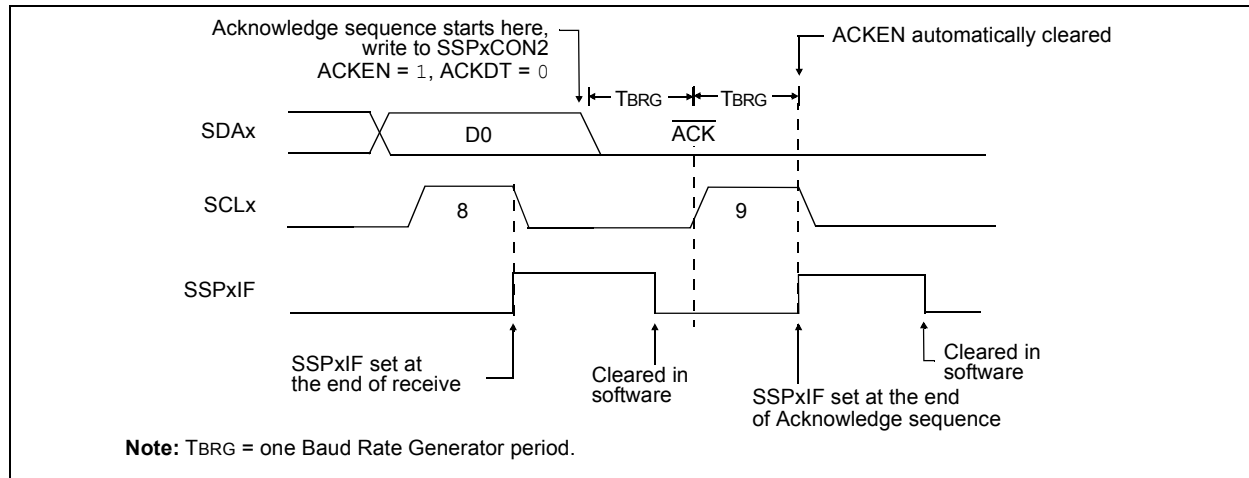 Acknowledge sequence starts here,
write to SSPxCON2
ACKEN = 1, ACKDT = 0
ACKEN automatically cleared
TBRG
TBRG
SDAx
D0
ACK
SCLx
8
9
SSPxIF
SSPxIF set at
the end of receive
Cleared in
software
SSPxIF set at the end
of Acknowledge sequence
Cleared in
software
Note: TBRG = one Baud Rate Generator period.